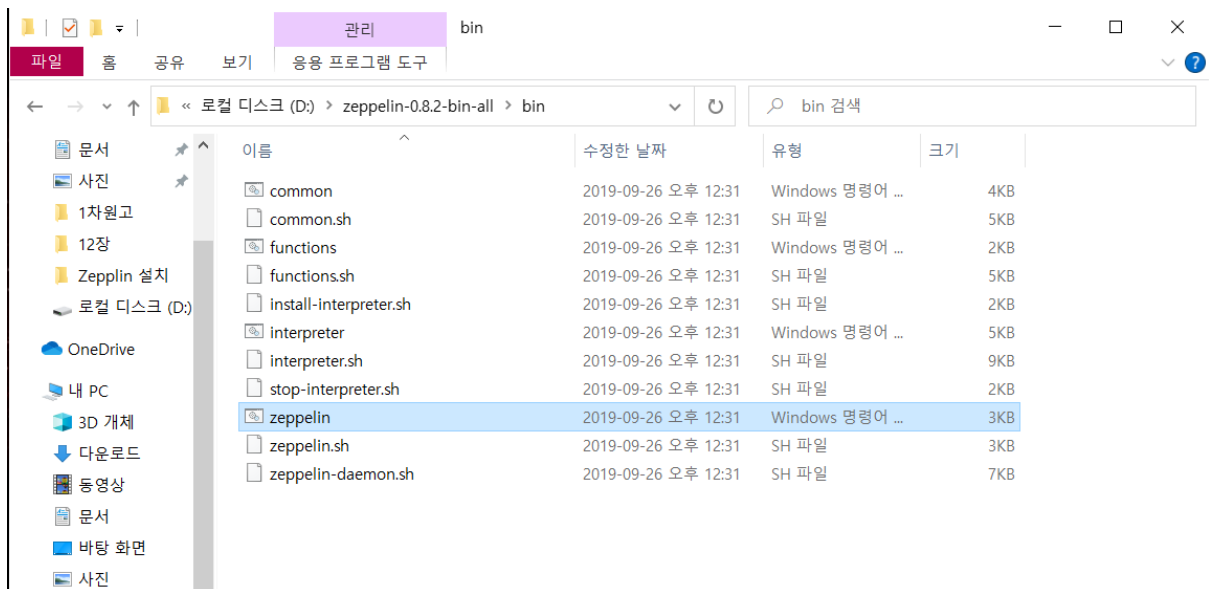 관리 bin
파일 홈 공유 보기 응용 프로그램 도구
« 로컬 디스크 (D:) > zeppelin-0.8.2-bin-all > bin bin 검색
이름 수정한 날짜 유형 크기
문서
사진
1차원고
12장
Zepplin 설치
로컬 디스크 (D:)
OneDrive
내 PC
3D 개체
다운로드
동영상
문서
바탕 화면
사진
common 2019-09-26 오후 12:31 Windows 명령어 ... 4KB
common.sh 2019-09-26 오후 12:31 SH 파일 5KB
functions 2019-09-26 오후 12:31 Windows 명령어 ... 2KB
functions.sh 2019-09-26 오후 12:31 SH 파일 5KB
install-interpreter.sh 2019-09-26 오후 12:31 SH 파일 2KB
interpreter 2019-09-26 오후 12:31 Windows 명령어 ... 5KB
interpreter.sh 2019-09-26 오후 12:31 SH 파일 9KB
stop-interpreter.sh 2019-09-26 오후 12:31 SH 파일 2KB
zeppelin 2019-09-26 오후 12:31 Windows 명령어 ... 3KB
zeppelin.sh 2019-09-26 오후 12:31 SH 파일 3KB
zeppelin-daemon.sh 2019-09-26 오후 12:31 SH 파일 7KB